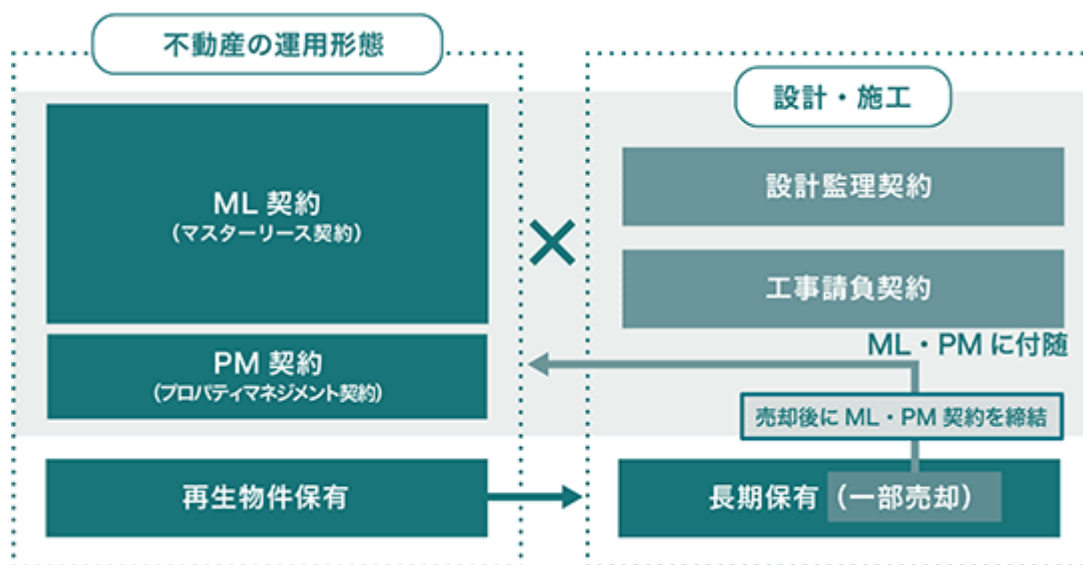 不動産の運用形態
ML 契約
（マスターリース契約）
PM 契約
（プロパティマネジメント契約）
再生物件保有
設計・施工
設計監理契約
工事請負契約
ML・PM に付随
売却後に ML・PM 契約を締結
長期保有（一部売却）